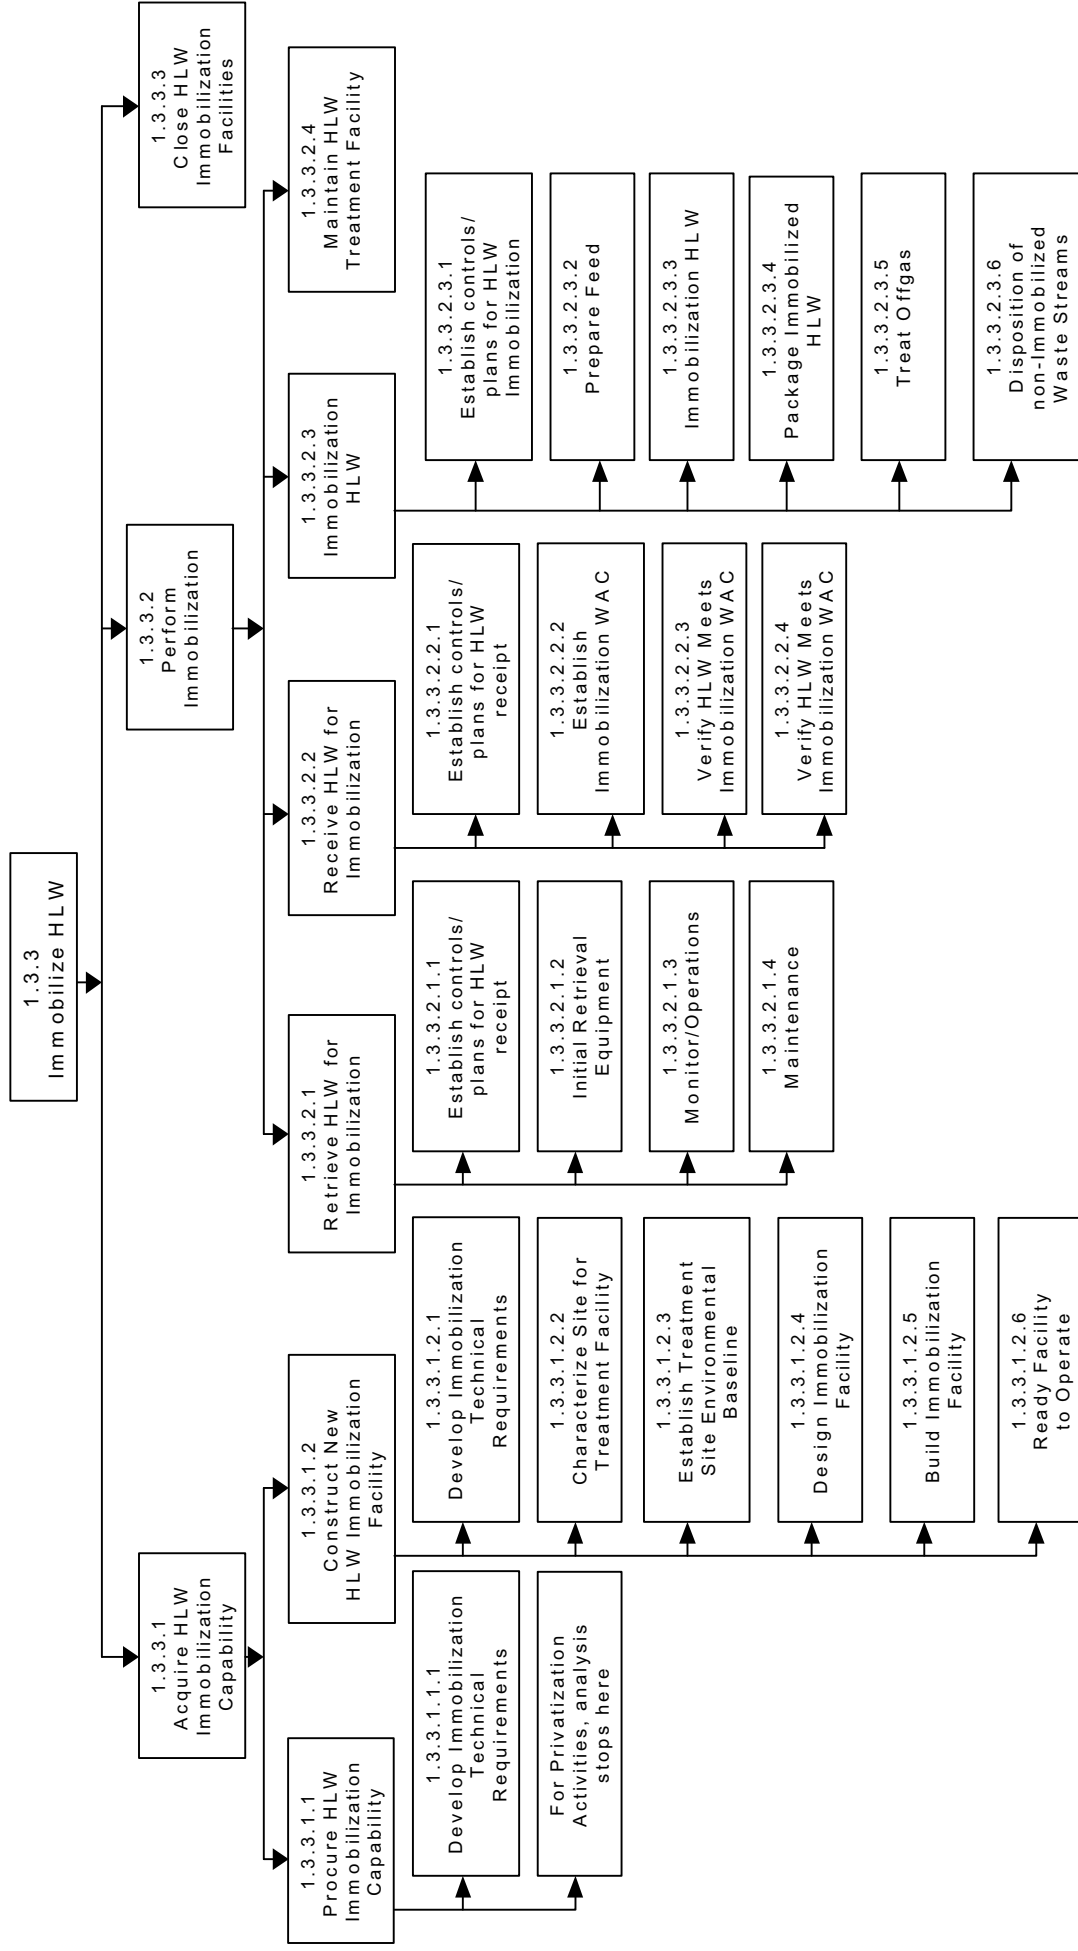 1.3.3
Immobilize HLW
1.3.3.1
Acquire HLW
Immobilization
Capability
1.3.3.2
Perform
Immobilization
1.3.3.3
Close HLW
Immobilization
Facilities
1.3.3.1.1
Procure HLW
Immobilization
Capability
1.3.3.1.2
Construct New
HLW Immobilization
Facility
1.3.3.2.1
Retrieve HLW for
Immobilization
1.3.3.2.2
Receive HLW for
Immobilization
1.3.3.2.3
Immobilization
HLW
1.3.3.2.4
Maintain HLW
Treatment Facility
1.3.3.1.1.1
Develop Immobilization
Technical
Requirements
For Privatization
Activities, analysis
stops here
1.3.3.1.2.1
Develop Immobilization
Technical
Requirements
1.3.3.1.2.2
Characterize Site for
Treatment Facility
1.3.3.1.2.3
Establish Treatment
Site Environmental
Baseline
1.3.3.1.2.4
Design Immobilization
Facility
1.3.3.1.2.5
Build Immobilization
Facility
1.3.3.1.2.6
Ready Facility
to Operate
1.3.3.2.1.1
Establish controls/
plans for HLW
receipt
1.3.3.2.1.2
Initial Retrieval
Equipment
1.3.3.2.1.3
Monitor/Operations
1.3.3.2.1.4
Maintenance
1.3.3.2.2.1
Establish controls/
plans for HLW
receipt
1.3.3.2.2.2
Establish
Immobilization WAC
1.3.3.2.2.3
Verify HLW Meets
Immobilization WAC
1.3.3.2.2.4
Verify HLW Meets
Immobilization WAC
1.3.3.2.3.1
Establish controls/
plans for HLW
Immobilization
1.3.3.2.3.2
Prepare Feed
1.3.3.2.3.3
Immobilization HLW
1.3.3.2.3.4
Package Immobilized
HLW
1.3.3.2.3.5
Treat Offgas
1.3.3.2.3.6
Disposition of
non-Immobilized
Waste Streams